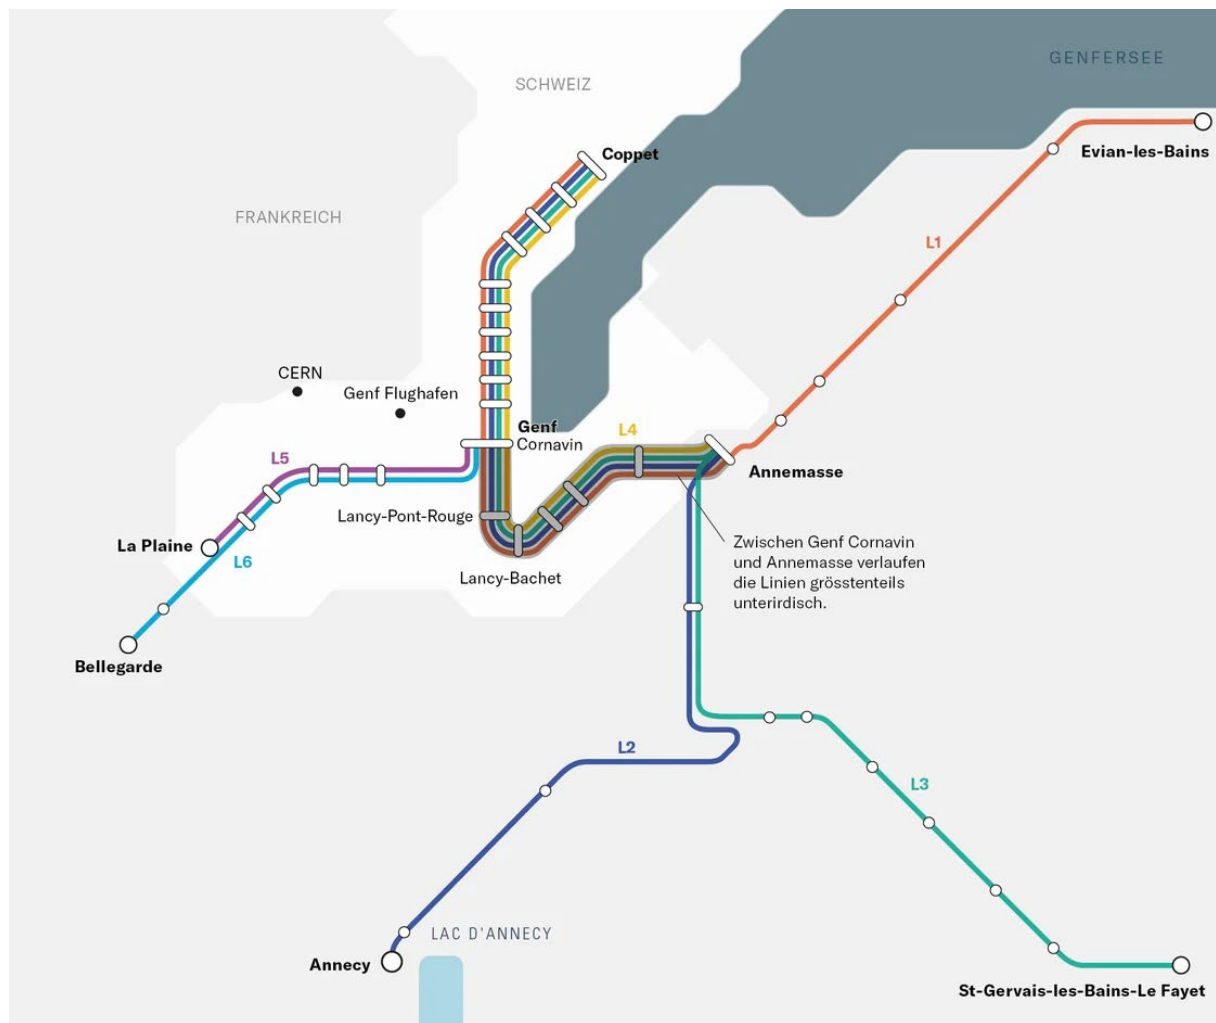 GENFERSEE
SCHWEIZ
Evian-les-Bains
Coppet
FRANKREICH
L1
CERN
Genf Flughafen
Genf
Cornavin
L4
L5
Annemasse
Lancy-Pont-Rouge
La Plaine
L6
Zwischen Genf Cornavin
und Annemasse verlaufen
die Linien grösstenteils
unterirdisch.
Lancy-Bachet
Bellegarde
L2
L3
LAC D'ANNECY
Annecy
St-Gervais-les-Bains-Le Fayet